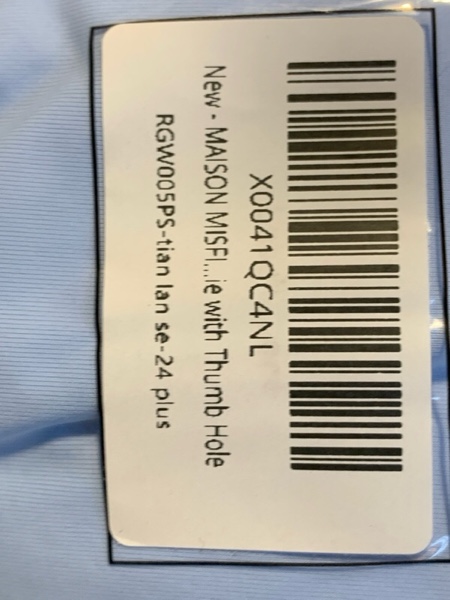 X0041QC4NL
New - MAISON MISFI...ie with Thumb Hole
RGW005PS-tian lan se-24 plus